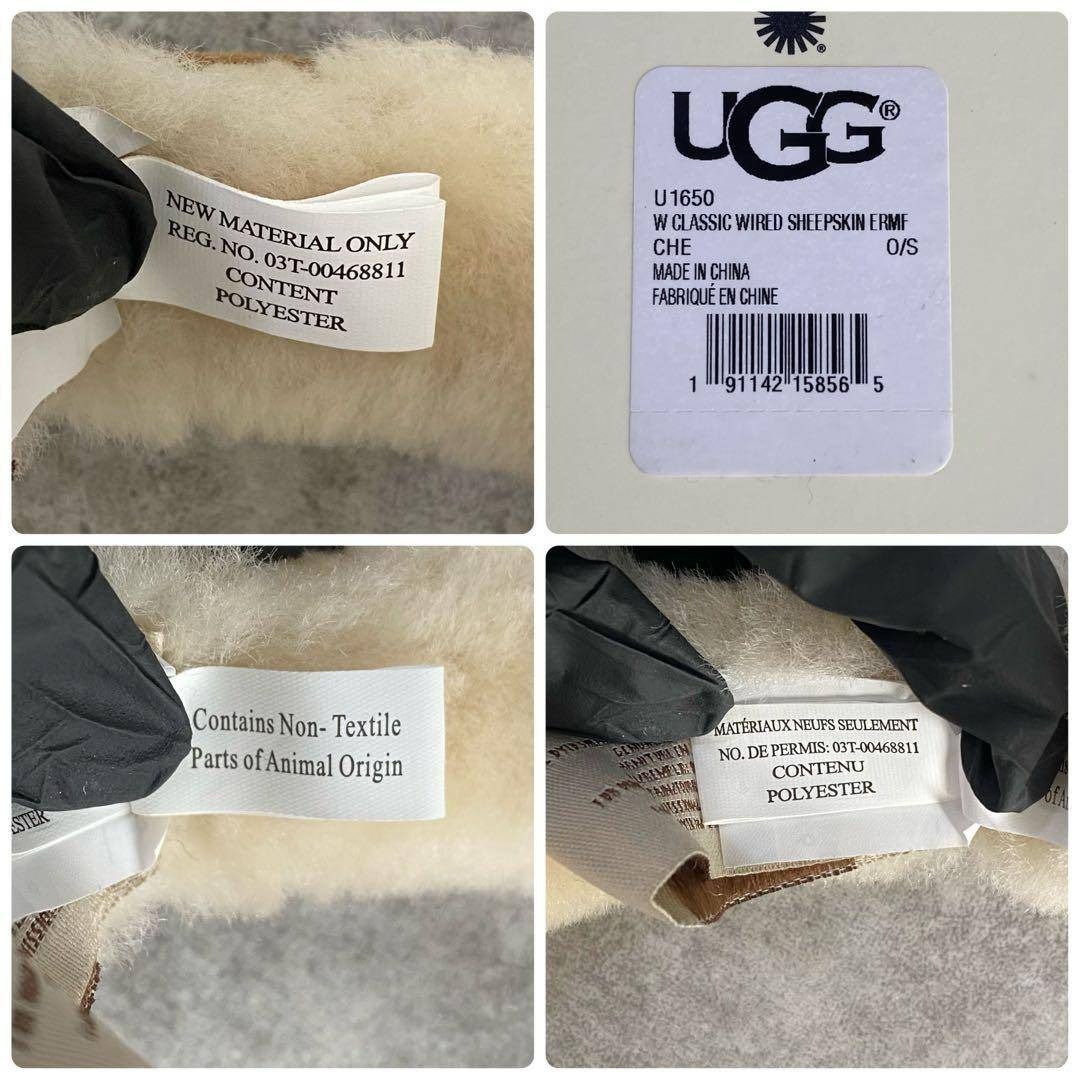 NEW MATERIAL ONLY
REG. NO. 03T-00468811
CONTENT
POLYESTER
UGG®
U1650
W CLASSIC WIRED SHEEPSKIN ERMF
CHE O/S
MADE IN CHINA
FABRIQUÉ EN CHINE
1 91142 15856 5
Contains Non- Textile
Parts of Animal Origin
ESTER
MATÉRIAUX NEUFS SEULEMENT
NO. DE PERMIS: 03T-00468811
CONTENU
POLYESTER